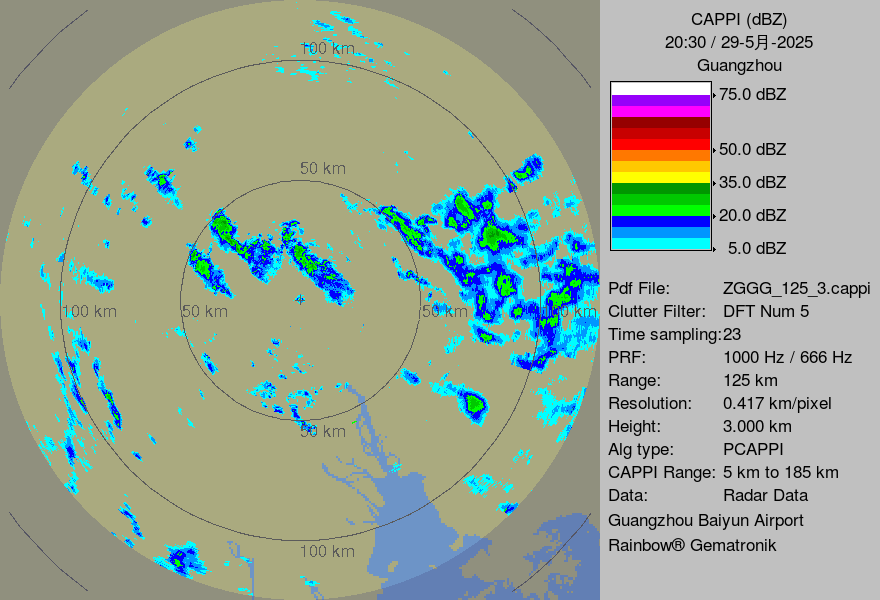 CAPPI (dBZ)
20:30 / 29-5月-2025
Guangzhou
75.0 dBZ
50.0 dBZ
35.0 dBZ
20.0 dBZ
5.0 dBZ
Pdf File: ZGGG_125_3.cappi
Clutter Filter: DFT Num 5
Time sampling:23
PRF: 1000 Hz / 666 Hz
Range: 125 km
Resolution: 0.417 km/pixel
Height: 3.000 km
Alg type: PCAPPI
CAPPI Range: 5 km to 185 km
Data: Radar Data
Guangzhou Baiyun Airport
Rainbow® Gematronik
100 km
50 km
100 km
50 km
50 km
100 km
50 km
100 km